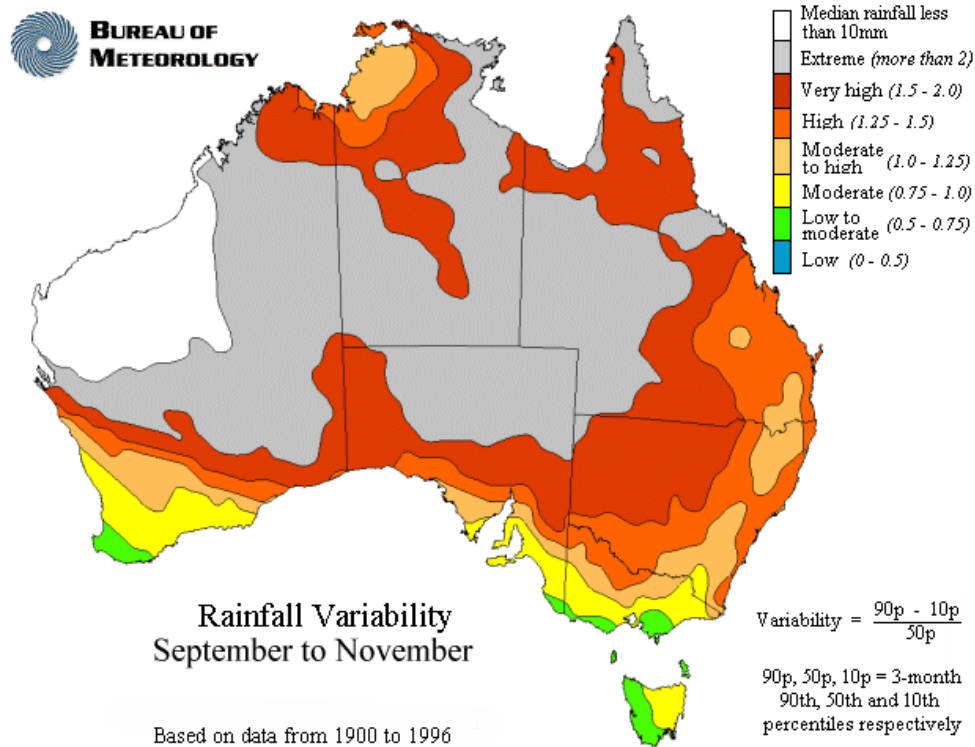 BUREAU OF
METEOROLOGY
Median rainfall less
than 10mm
Extreme (more than 2)
Very high (1.5 - 2.0)
High (1.25 - 1.5)
Moderate
to high (1.0 - 1.25)
Moderate (0.75 - 1.0)
Low to
moderate (0.5 - 0.75)
Low (0 - 0.5)
Rainfall Variability
September to November
Based on data from 1900 to 1996
Variability = 90p - 10p
50p
90p, 50p, 10p = 3-month
90th, 50th and 10th
percentiles respectively